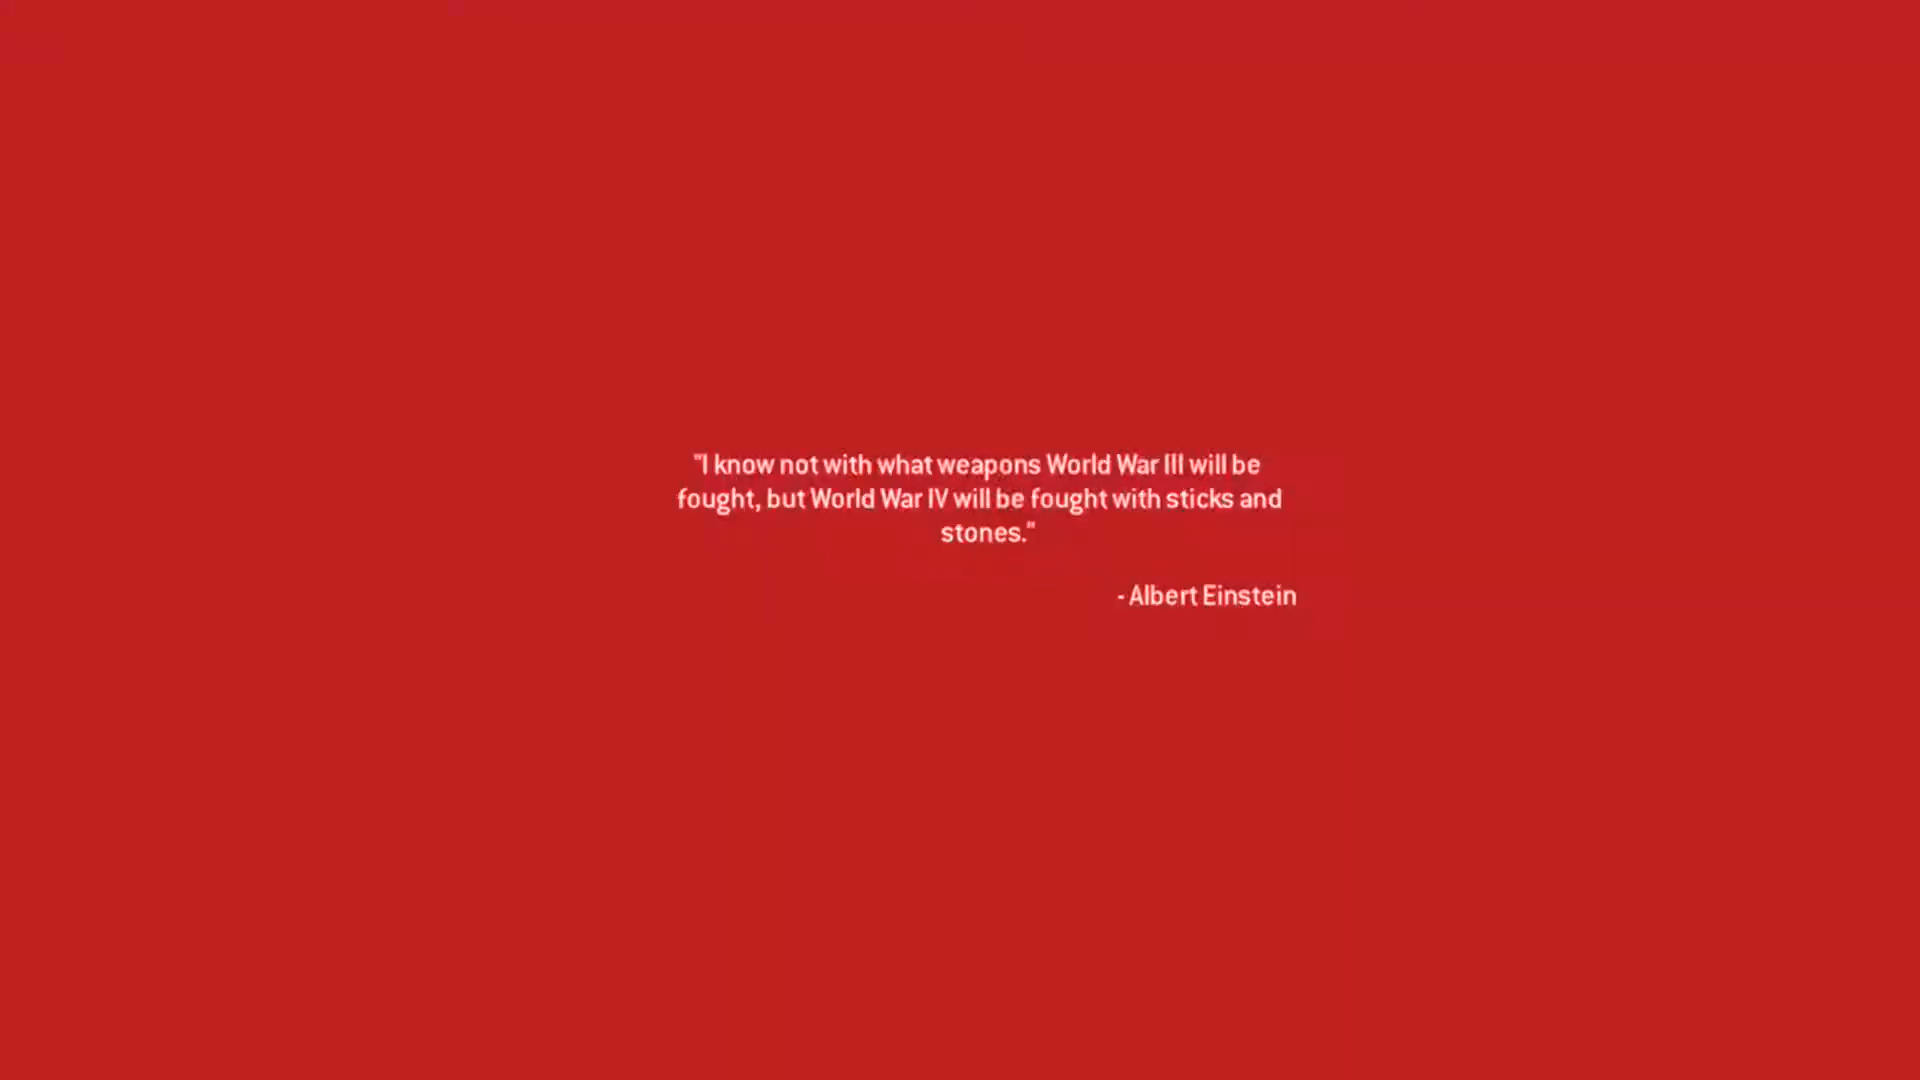 "I know not with what weapons World War III will be
fought, but World War IV will be fought with sticks and
stones."
- Albert Einstein